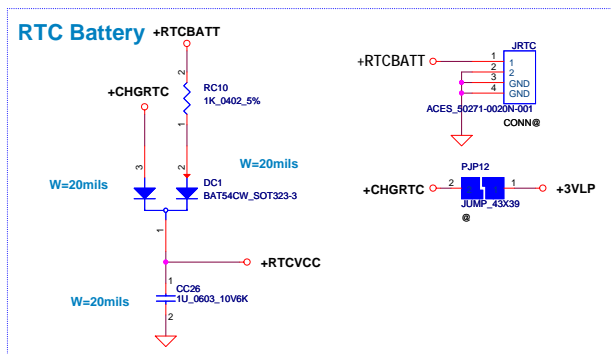 RTC Battery
+RTCBATT
+CHGRTC
2
RC10
1K_0402_5%
1
W=20mils
3
2
W=20mils
DC1
BAT54CW_SOT323-3
1
+RTCVCC
1
CC26
1U_0603_10V6K
W=20mils
2
JRTC
+RTCBATT
1 1
2 2
3 GND
4 GND
ACES_50271-0020N-001
CONN@
PJP12
+CHGRTC
2 2 1 1
+3VLP
JUMP_43X39
@